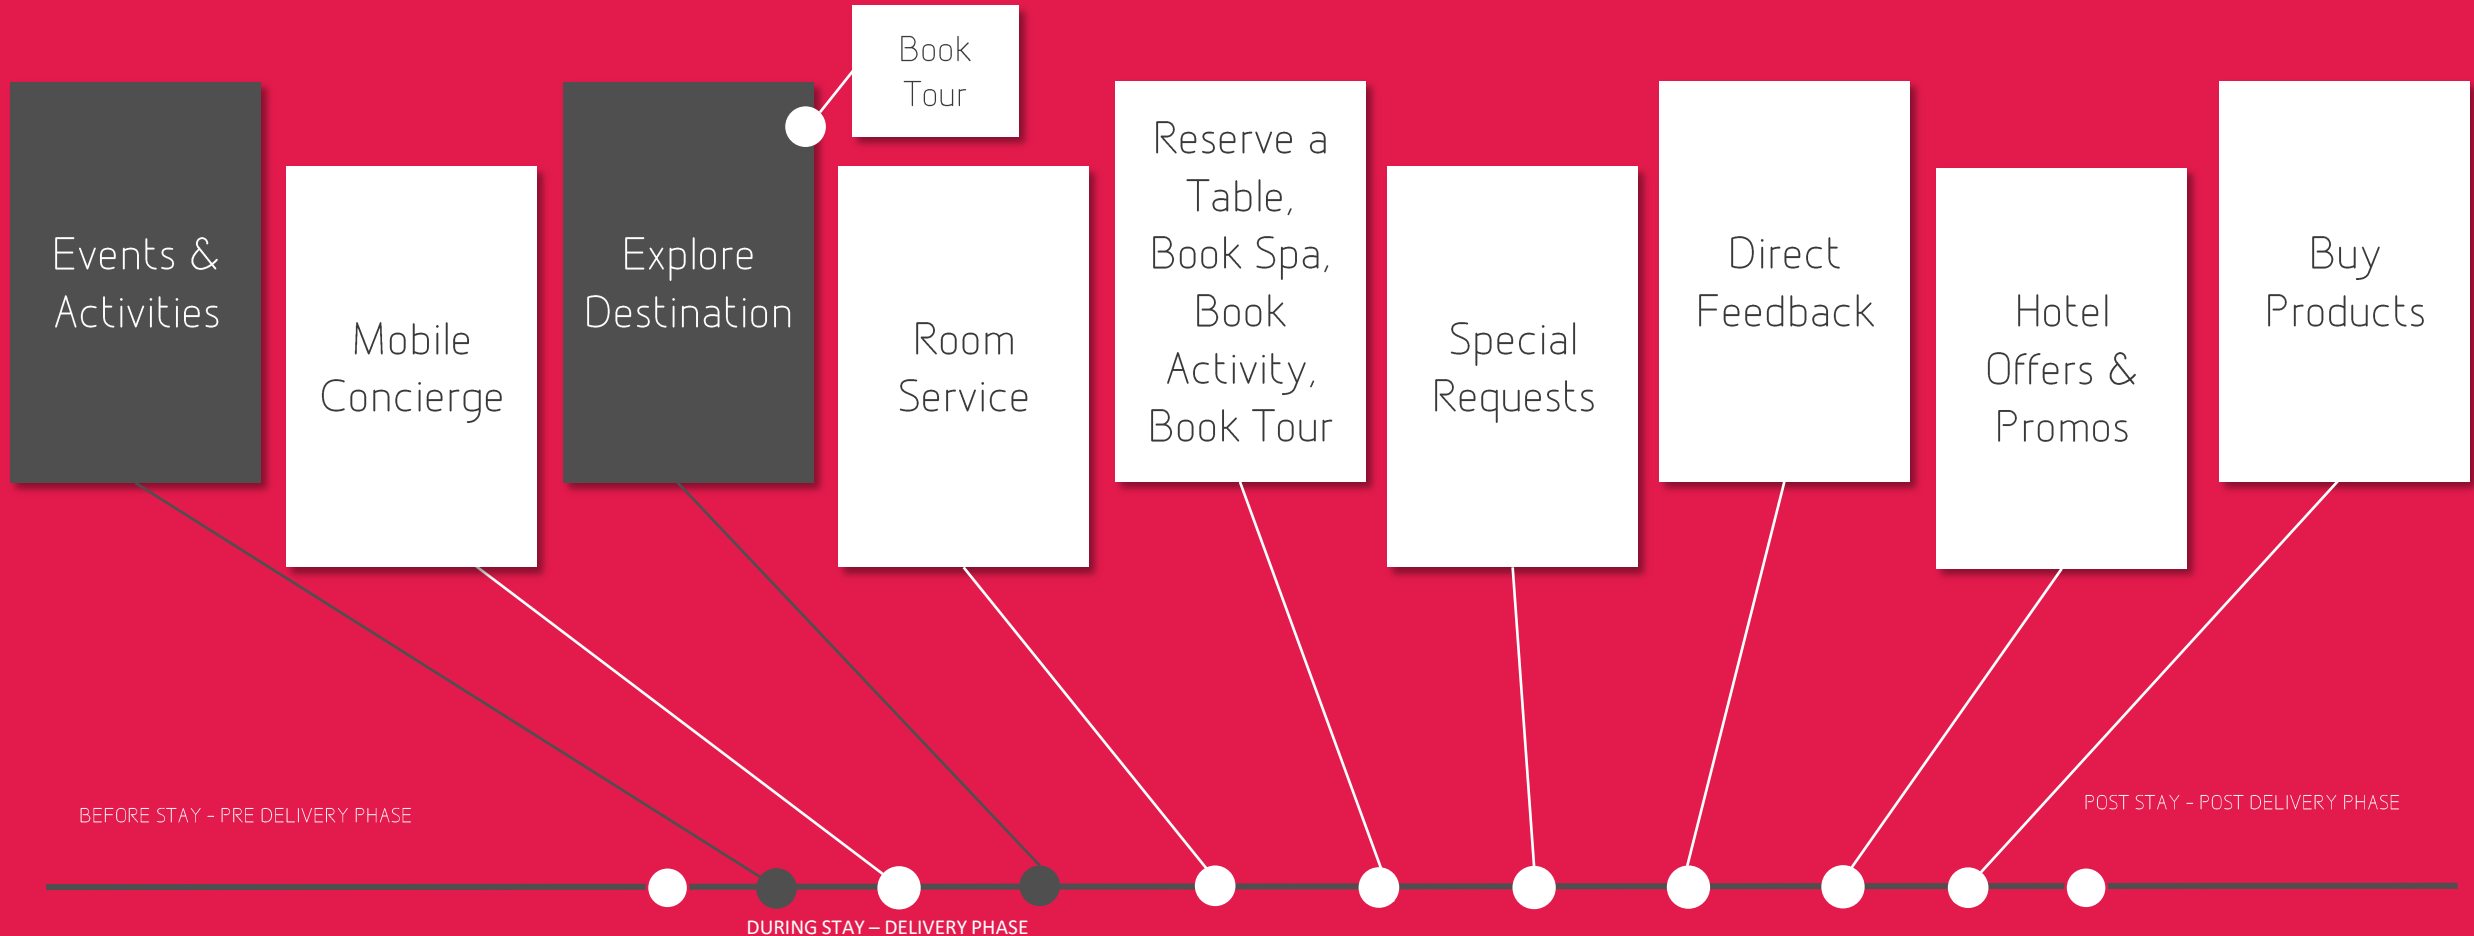 Book
Tour
Events &
Activities
Mobile
Concierge
Explore
Destination
Room
Service
Reserve a
Table,
Book Spa,
Book
Activity,
Book Tour
Special
Requests
Direct
Feedback
Hotel
Offers &
Promos
Buy
Products
BEFORE STAY - PRE DELIVERY PHASE
POST STAY - POST DELIVERY PHASE
DURING STAY – DELIVERY PHASE